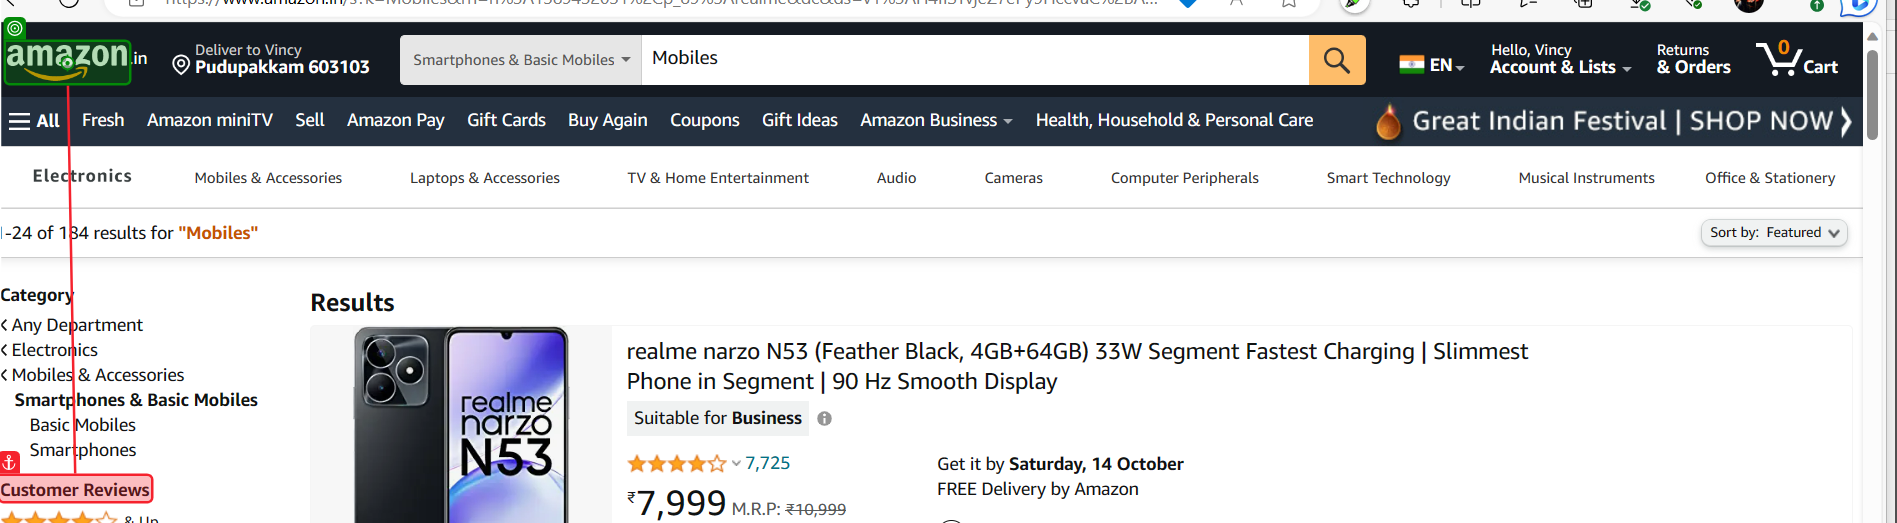 amazon.in
Deliver to Vincy
Pudupakkam 603103
Smartphones & Basic Mobiles
Mobiles
EN
Hello, Vincy
Account & Lists
Returns
& Orders
0
Cart
All Fresh Amazon miniTV Sell Amazon Pay Gift Cards Buy Again Coupons Gift Ideas Amazon Business Health, Household & Personal Care Great Indian Festival | SHOP NOW
Electronics Mobiles & Accessories Laptops & Accessories TV & Home Entertainment Audio Cameras Computer Peripherals Smart Technology Musical Instruments Office & Stationery
1-24 of 184 results for "Mobiles"
Sort by: Featured
Category
Any Department
Electronics
Mobiles & Accessories
Smartphones & Basic Mobiles
Basic Mobiles
Smartphones
Customer Reviews
& Up
Results
realme
narzo
N53
realme narzo N53 (Feather Black, 4GB+64GB) 33W Segment Fastest Charging | Slimmest
Phone in Segment | 90 Hz Smooth Display
Suitable for Business
7,725
₹7,999 M.R.P: ₹10,999
Get it by Saturday, 14 October
FREE Delivery by Amazon